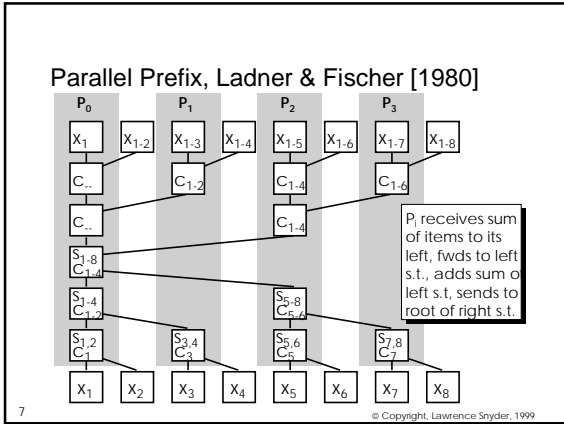 Parallel Prefix, Ladner & Fischer [1980]
P0 P1 P2 P3
X1 X1-2 X1-3 X1-4 X1-5 X1-6 X1-7 X1-8
C-- C1-2 C1-4 C1-6
C-- C1-4
S1-8
C1-4
S1-4 S5-8
C1-2 C5-6
S1,2 S3,4 S5,6 S7,8
C1 C3 C5 C7
X1 X2 X3 X4 X5 X6 X7 X8
Pi receives sum
of items to its
left, fwds to left
s.t., adds sum o
left s.t, sends to
root of right s.t.
7
© Copyright, Lawrence Snyder, 1999